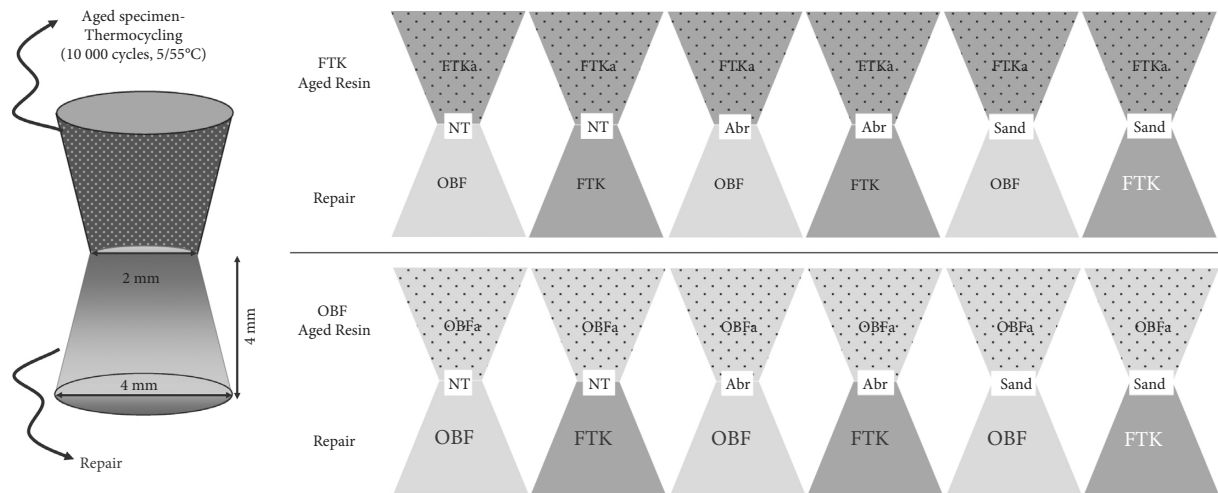 Aged specimen-
Thermocycling
(10 000 cycles, 5/55°C)
2 mm
4 mm
4 mm
Repair
FTK
Aged Resin
FTKa FTKa FTKa FTKa FTKa FTKa
NT NT Abr Abr Sand Sand
Repair
OBF FTK OBF FTK OBF FTK
OBF
Aged Resin
OBFa OBFa OBFa OBFa OBFa OBFa
NT NT Abr Abr Sand Sand
Repair
OBF FTK OBF FTK OBF FTK